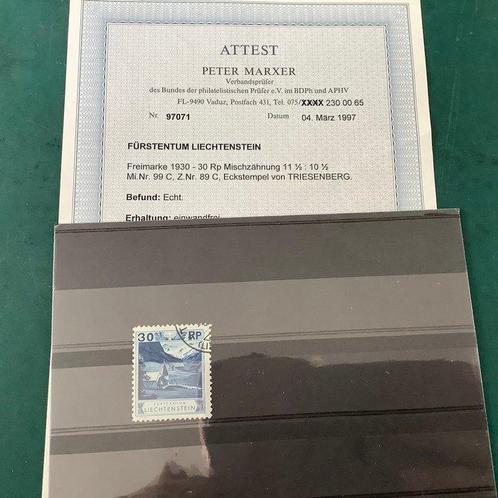 ATTEST
PETER MARXER
Verbandsprüfer
des Bundes der philatelistischen Prüfer e.V. im BDPh und APHV
FL-9490 Vaduz, Postfach 431, Tel. 075/XXXX 230 00 65
Nr. 97071 Datum 04. März 1997
FÜRSTENTUM LIECHTENSTEIN
Freimarke 1930 - 30 Rp Mischzähnung 11 ½ : 10 ½
Mi.Nr. 99 C, Z.Nr. 89 C, Eckstempel von TRIESENBERG.
Befund: Echt.
Erhaltung: einwandfrei
30 RP
FÜRSTENTUM
LIECHTENSTEIN